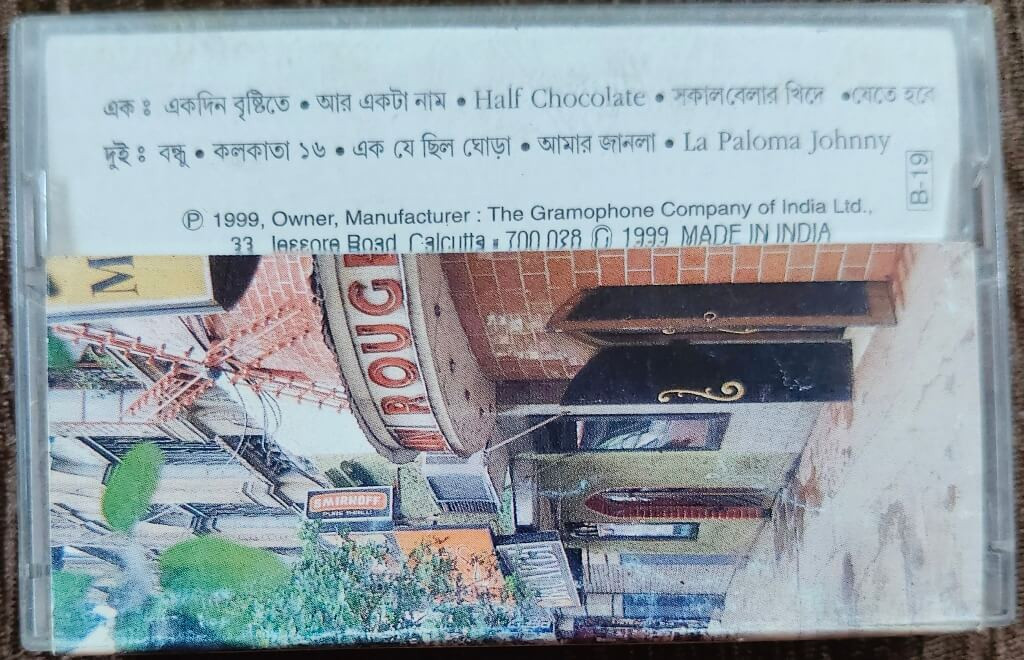 এক ঃ একদিন বৃষ্টিতে • আর একটা নাম • Half Chocolate • সকালবেলার খিদে • যেতে হবে
দুই ঃ বন্ধু • কলকাতা ১৬ • এক যে ছিল ঘোড়া • আমার জানলা • La Paloma Johnny
B-19
℗ 1999, Owner, Manufacturer : The Gramophone Company of India Ltd.,
33, Jessore Road, Calcutta ▪ 700 028 © 1999 MADE IN INDIA
M
ROUGE
SMIRNOFF